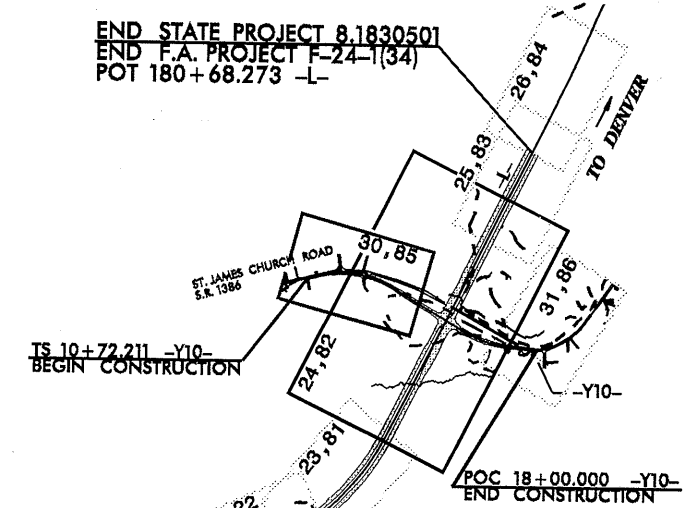 END STATE PROJECT 8.1830501
END F.A. PROJECT F-24-1(34)
POT 180+68.273 -L-
26,84
TO DENVER
25,83
-L-
30,85
ST. JAMES CHURCH ROAD
S.R. 1386
31,86
TS 10+72.211 -Y10-
BEGIN CONSTRUCTION
24,82
-Y10-
23,81
POC 18+00.000 -Y10-
END CONSTRUCTION
22